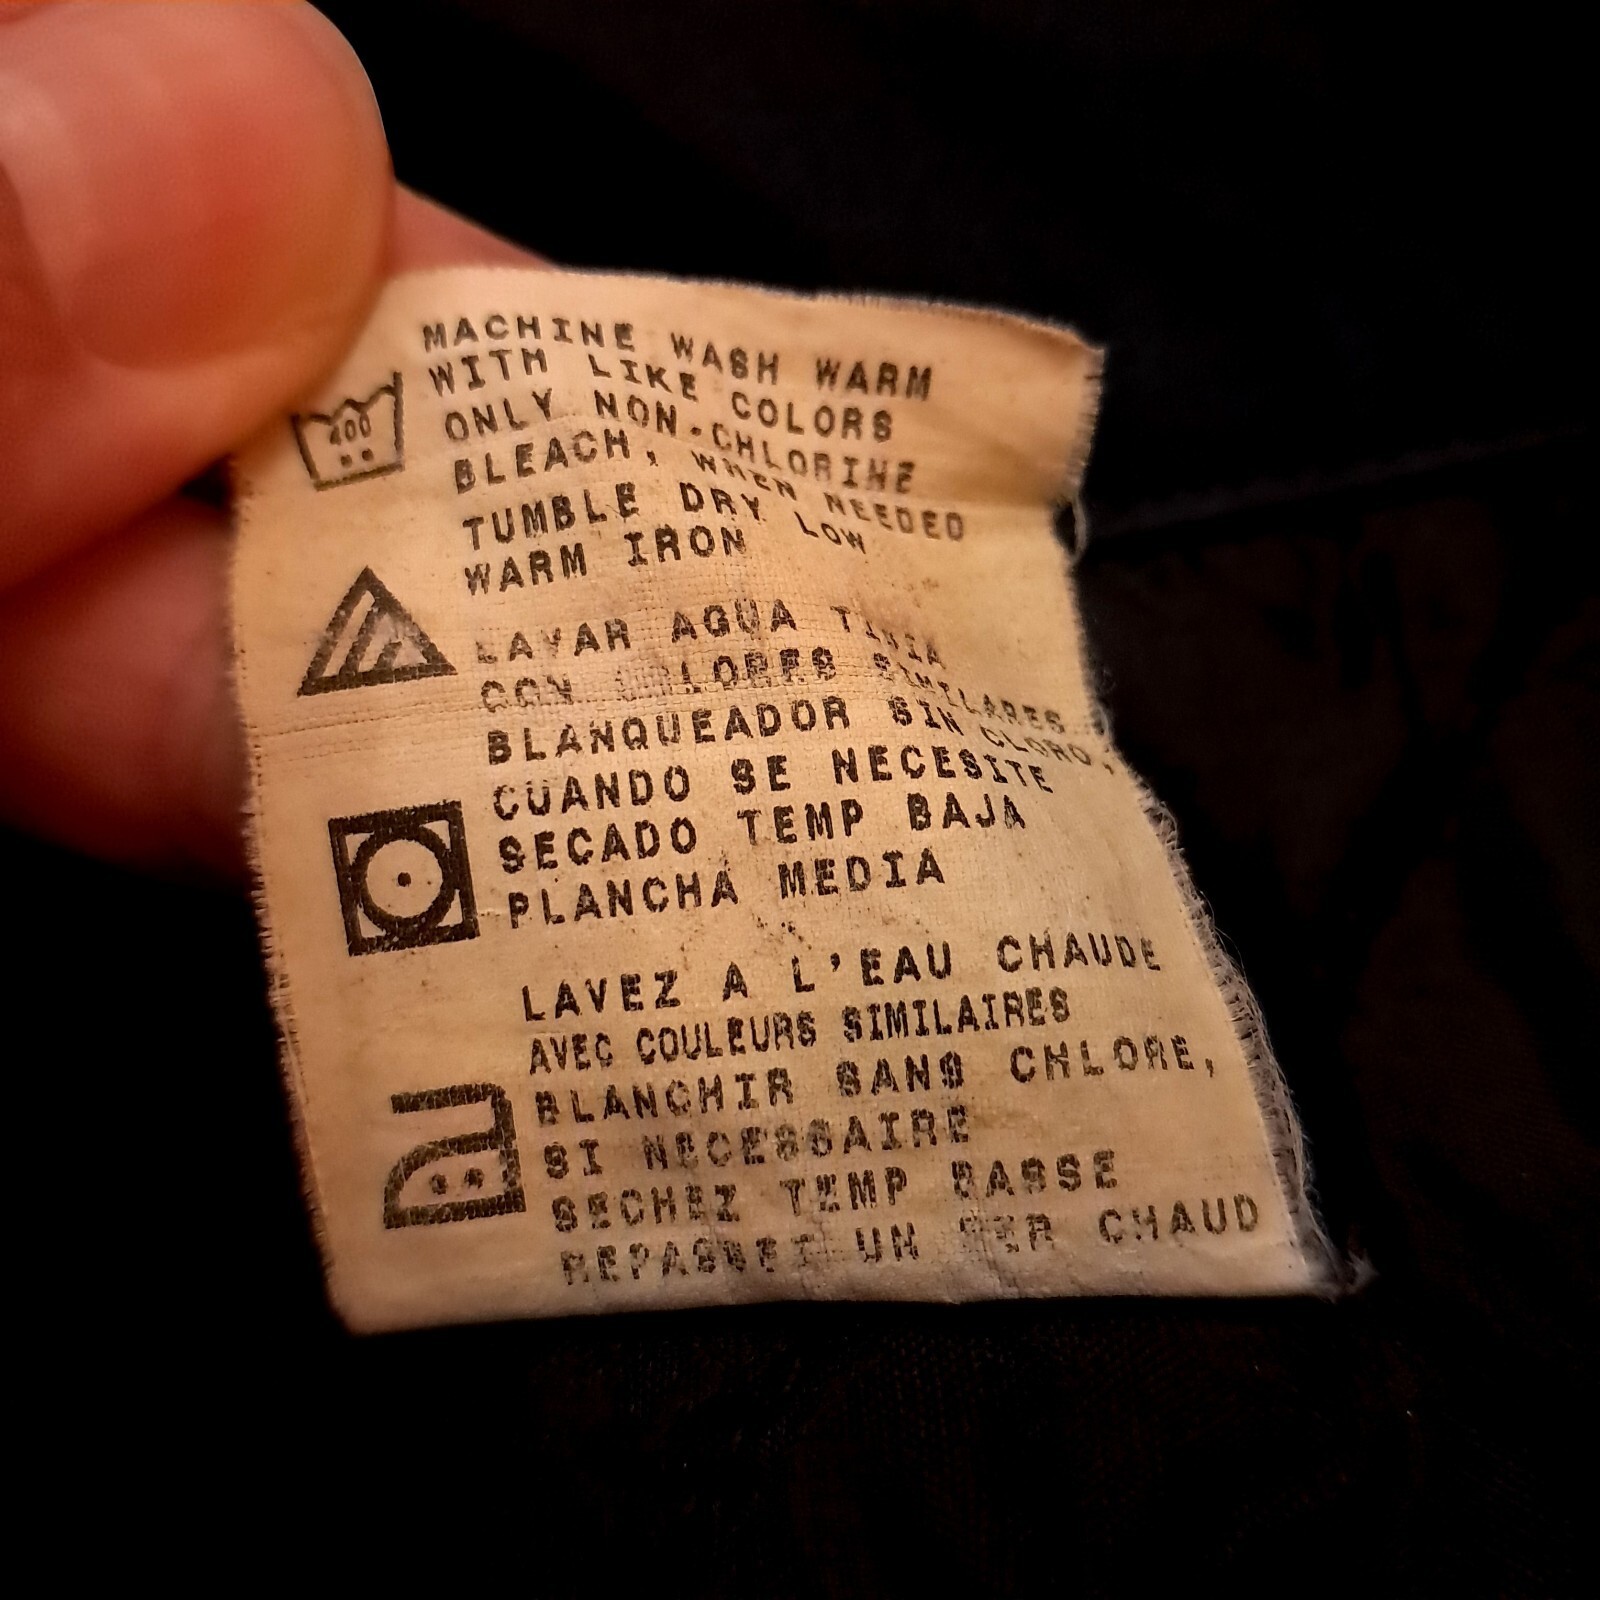 MACHINE WASH WARM
WITH LIKE COLORS
ONLY NON-CHLORINE
BLEACH, WHEN NEEDED
TUMBLE DRY LOW
WARM IRON
400
LAVAR AGUA TIBIA
CON COLORES SIMILARES
BLANQUEADOR SIN CLORO,
CUANDO SE NECESITE
SECADO TEMP BAJA
PLANCHA MEDIA
LAVEZ A L'EAU CHAUDE
AVEC COULEURS SIMILAIRES
BLANCHIR SANS CHLORE,
SI NECESSAIRE
SECHEZ TEMP BASSE
UN FER CHAUD